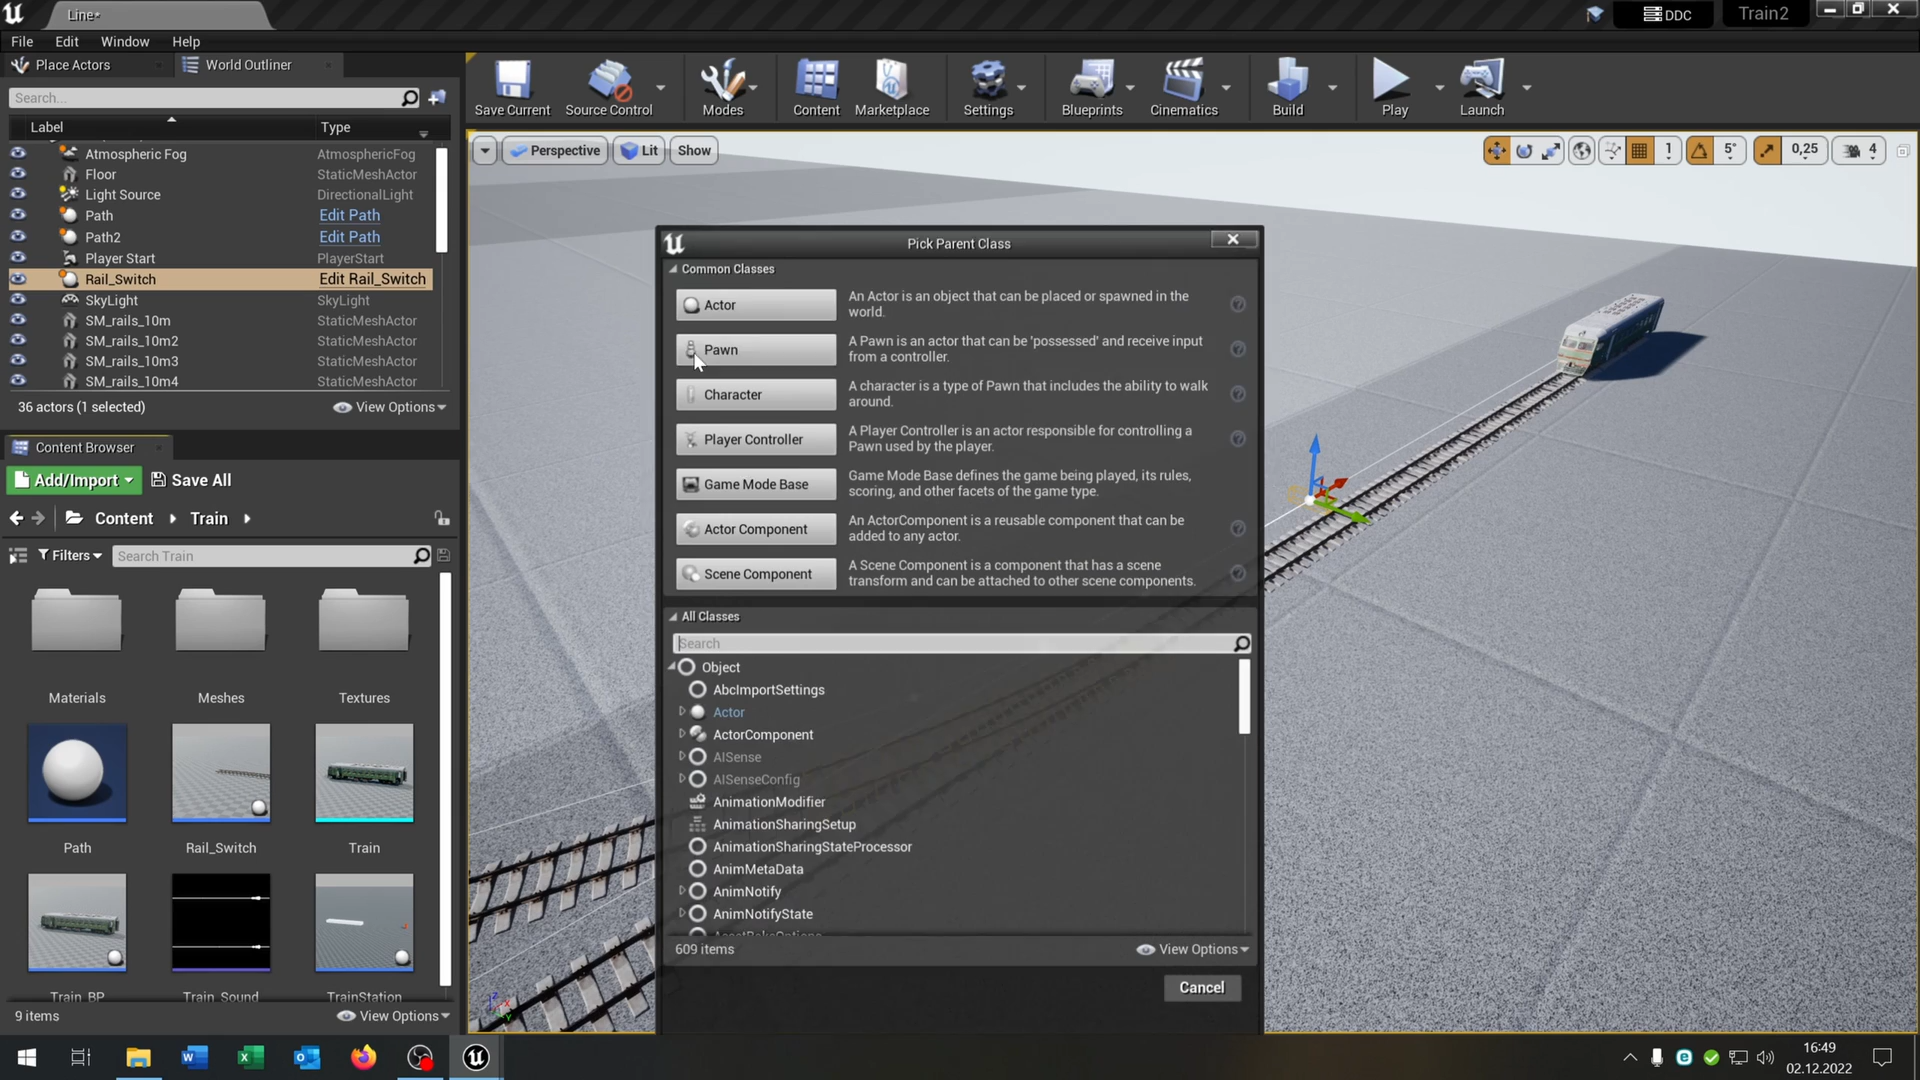 Line*
DDC
Train2
File Edit Window Help
Place Actors
World Outliner
Search...
Label Type
Atmospheric Fog AtmosphericFog
Floor StaticMeshActor
Light Source DirectionalLight
Path Edit Path
Path2 Edit Path
Player Start PlayerStart
Rail_Switch Edit Rail_Switch
SkyLight SkyLight
SM_rails_10m StaticMeshActor
SM_rails_10m2 StaticMeshActor
SM_rails_10m3 StaticMeshActor
SM_rails_10m4 StaticMeshActor
36 actors (1 selected) View Options
Content Browser
Add/Import Save All
Content Train
Filters Search Train
Materials Meshes Textures
Path Rail_Switch Train
Train_BP Train_Sound TrainStation
9 items View Options
Save Current Source Control Modes Content Marketplace Settings Blueprints Cinematics Build Play Launch
Perspective Lit Show
1 5° 0,25 4
Pick Parent Class
Common Classes
Actor
An Actor is an object that can be placed or spawned in the
world.
Pawn
A Pawn is an actor that can be 'possessed' and receive input
from a controller.
Character
A character is a type of Pawn that includes the ability to walk
around.
Player Controller
A Player Controller is an actor responsible for controlling a
Pawn used by the player.
Game Mode Base
Game Mode Base defines the game being played, its rules,
scoring, and other facets of the game type.
Actor Component
An ActorComponent is a reusable component that can be
added to any actor.
Scene Component
A Scene Component is a component that has a scene
transform and can be attached to other scene components.
All Classes
Search
Object
AbcImportSettings
Actor
ActorComponent
AISense
AISenseConfig
AnimationModifier
AnimationSharingSetup
AnimationSharingStateProcessor
AnimMetaData
AnimNotify
AnimNotifyState
609 items View Options
Cancel
16:49
02.12.2022